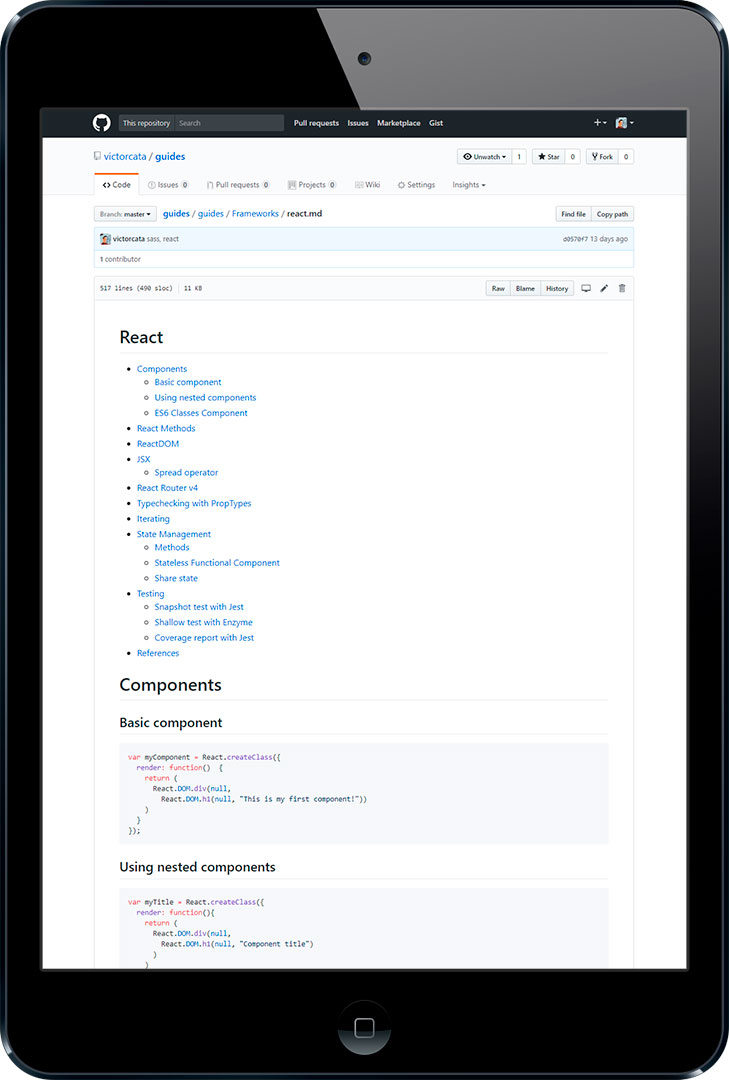 This repository Search Pull requests Issues Marketplace Gist
victorcata / guides Unwatch 1 Star 0 Fork 0
Code Issues 0 Pull requests 0 Projects 0 Wiki Settings Insights
Branch: master guides / guides / Frameworks / react.md Find file Copy path
victorcata sass, react d0570f7 13 days ago
1 contributor
517 lines (490 sloc) 11 KB Raw Blame History
React
Components
Basic component
Using nested components
ES6 Classes Component
React Methods
ReactDOM
JSX
Spread operator
React Router v4
Typechecking with PropTypes
Iterating
State Management
Methods
Stateless Functional Component
Share state
Testing
Snapshot test with Jest
Shallow test with Enzyme
Coverage report with Jest
References
Components
Basic component
var myComponent = React.createClass({
render: function() {
return (
React.DOM.div(null,
React.DOM.h1(null, "This is my first component!"))
)
}
});
Using nested components
var myTitle = React.createClass({
render: function(){
return (
React.DOM.div(null,
React.DOM.h1(null, "Component title")
)
)